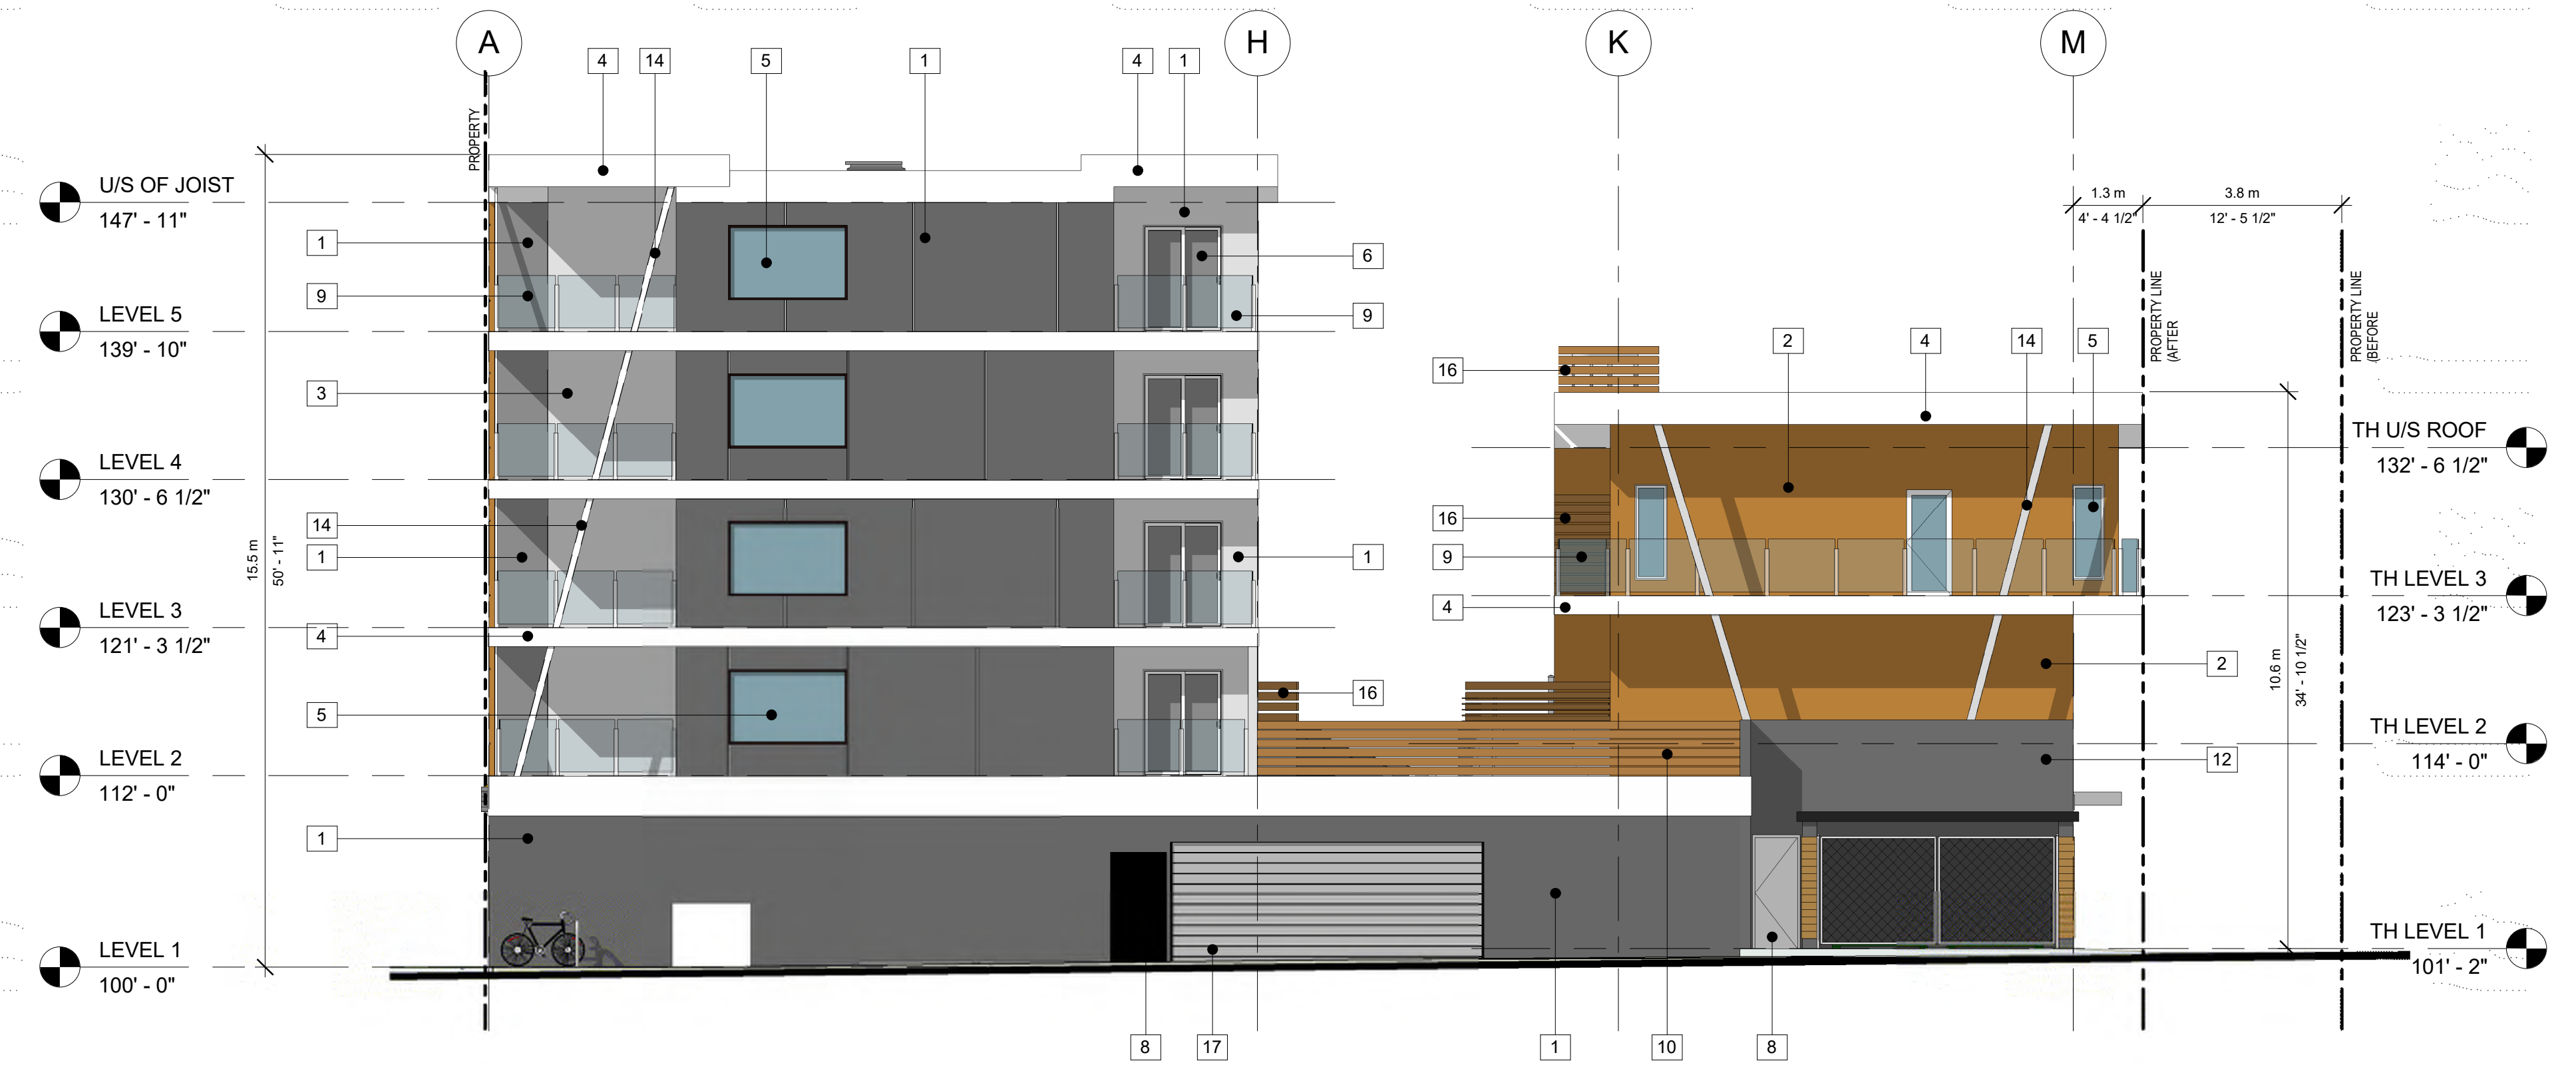 A
H
K
M
4
14
5
1
4
1
PROPERTY
U/S OF JOIST
147' - 11"
1.3 m
3.8 m
4' - 4 1/2"
12' - 5 1/2"
1
6
9
9
LEVEL 5
139' - 10"
PROPERTY LINE
(AFTER
PROPERTY LINE
(BEFORE
2
4
14
5
16
3
LEVEL 4
130' - 6 1/2"
TH U/S ROOF
132' - 6 1/2"
14
16
1
1
9
15.5 m
50' - 11"
LEVEL 3
121' - 3 1/2"
TH LEVEL 3
123' - 3 1/2"
4
4
2
10.6 m
34' - 10 1/2"
16
5
LEVEL 2
112' - 0"
TH LEVEL 2
114' - 0"
12
1
LEVEL 1
100' - 0"
TH LEVEL 1
101' - 2"
8
17
1
10
8